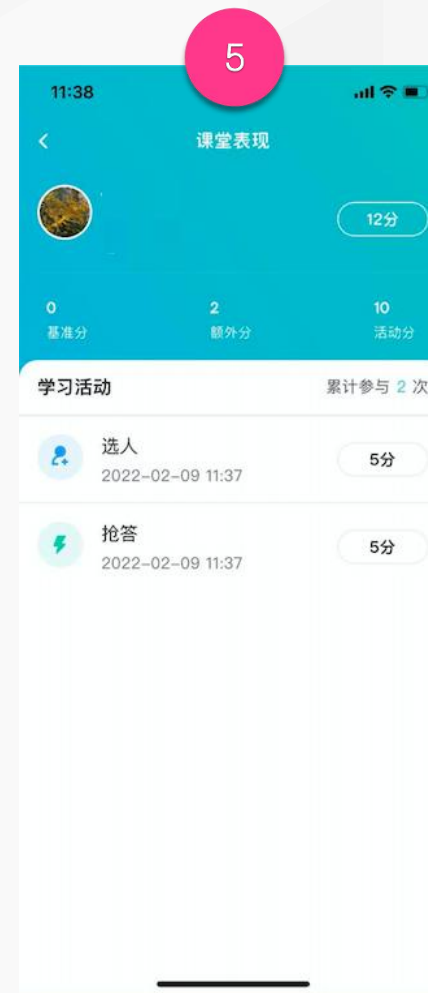 5
11:38
课堂表现
12分
0
基准分
2
额外分
10
活动分
学习活动
累计参与 2 次
选人
2022-02-09 11:37
5分
抢答
2022-02-09 11:37
5分